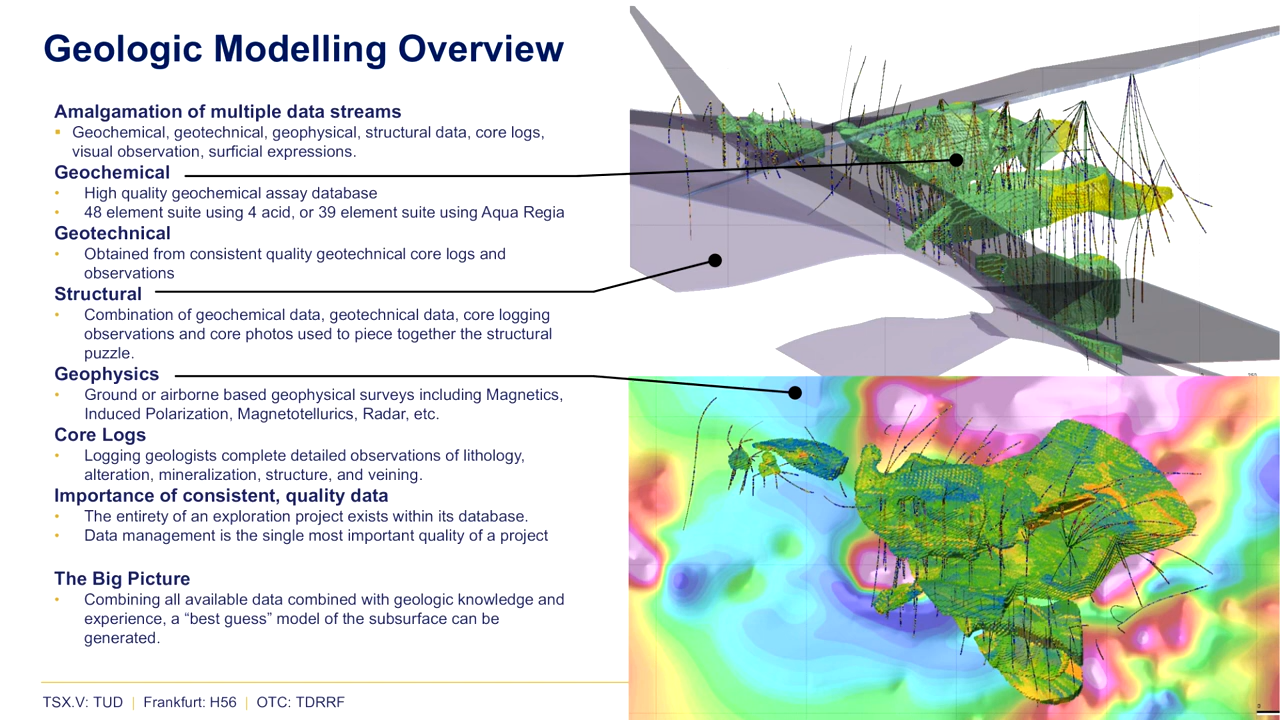 Geologic Modelling Overview
Amalgamation of multiple data streams
▪ Geochemical, geotechnical, geophysical, structural data, core logs,
visual observation, surficial expressions.
Geochemical
• High quality geochemical assay database
• 48 element suite using 4 acid, or 39 element suite using Aqua Regia
Geotechnical
• Obtained from consistent quality geotechnical core logs and
observations
Structural
• Combination of geochemical data, geotechnical data, core logging
observations and core photos used to piece together the structural
puzzle.
Geophysics
• Ground or airborne based geophysical surveys including Magnetics,
Induced Polarization, Magnetotellurics, Radar, etc.
Core Logs
• Logging geologists complete detailed observations of lithology,
alteration, mineralization, structure, and veining.
Importance of consistent, quality data
• The entirety of an exploration project exists within its database.
• Data management is the single most important quality of a project
The Big Picture
• Combining all available data combined with geologic knowledge and
experience, a “best guess” model of the subsurface can be
generated.
TSX.V: TUD | Frankfurt: H56 | OTC: TDRRF